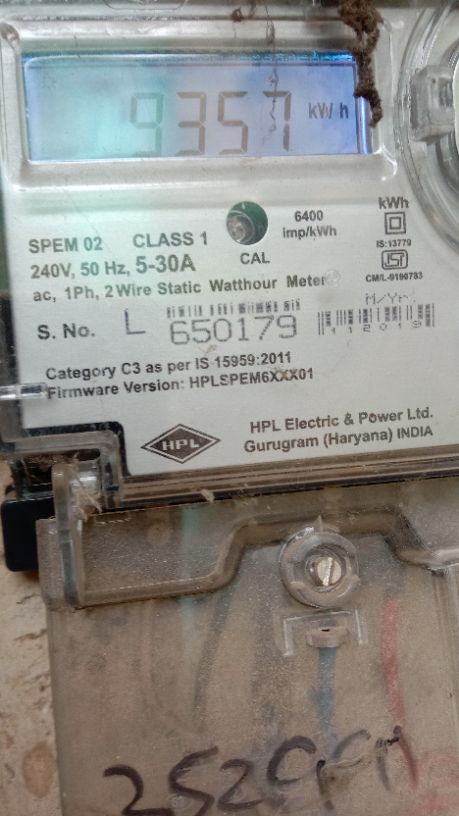 9357 kWh
6400 imp/kWh
kWh
SPEM 02 CLASS 1
CAL
IS:13779
240V, 50 Hz, 5-30A
ISI
CM/L-9190783
ac, 1Ph, 2 Wire Static Watthour Meter
M/Yr.
S. No. L 650179
112019
Category C3 as per IS 15959:2011
Firmware Version: HPLSPEM6XXX01
HPL
HPL Electric & Power Ltd.
Gurugram (Haryana) INDIA